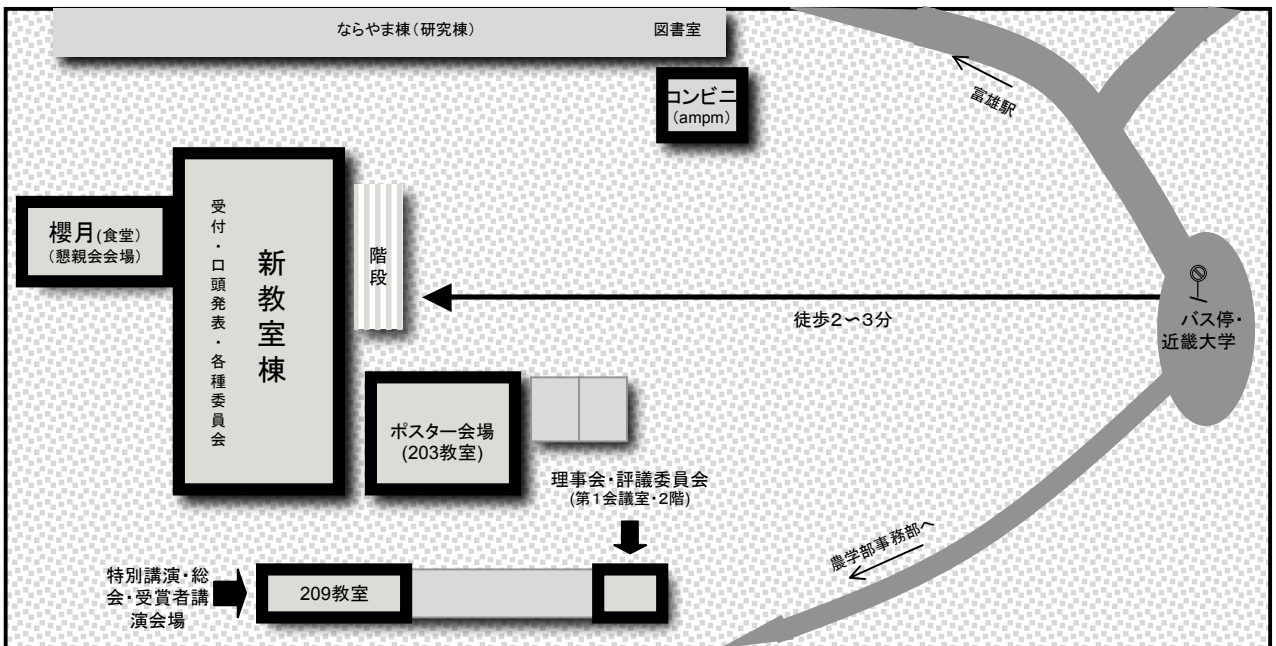 ならやま棟(研究棟)
図書室
コンビニ
(ampm)
富雄駅
櫻月(食堂)
(懇親会会場)
受付・口頭発表・各種委員会
新教室棟
階段
徒歩2〜3分
バス停・
近畿大学
ポスター会場
(203教室)
理事会・評議委員会
(第1会議室・2階)
農学部事務部へ
特別講演・総
会・受賞者講
演会場
209教室